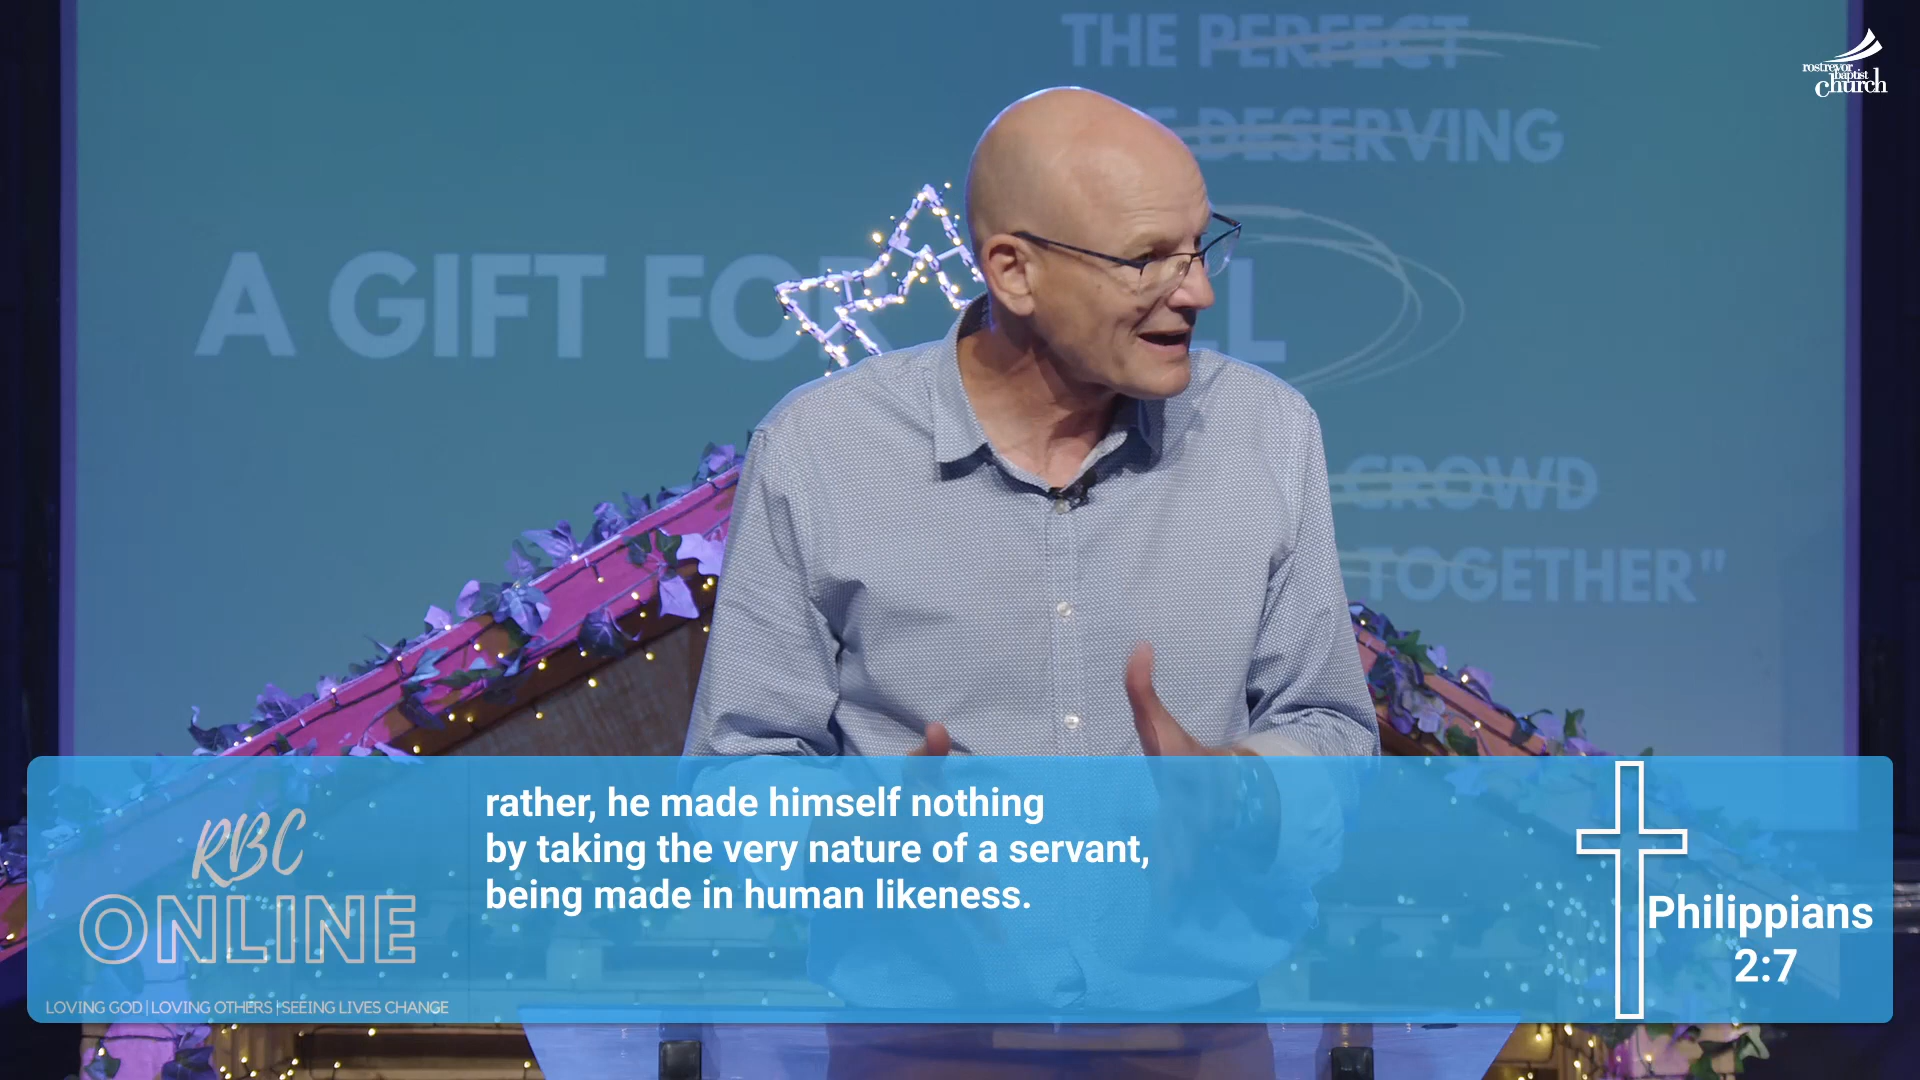 THE PERFECT
DESERVING
A GIFT FOR
CROWD
TOGETHER"
rostrevor
baptist
church
rather, he made himself nothing
by taking the very nature of a servant,
being made in human likeness.
RBC
ONLINE
LOVING GOD | LOVING OTHERS | SEEING LIVES CHANGE
Philippians
2:7